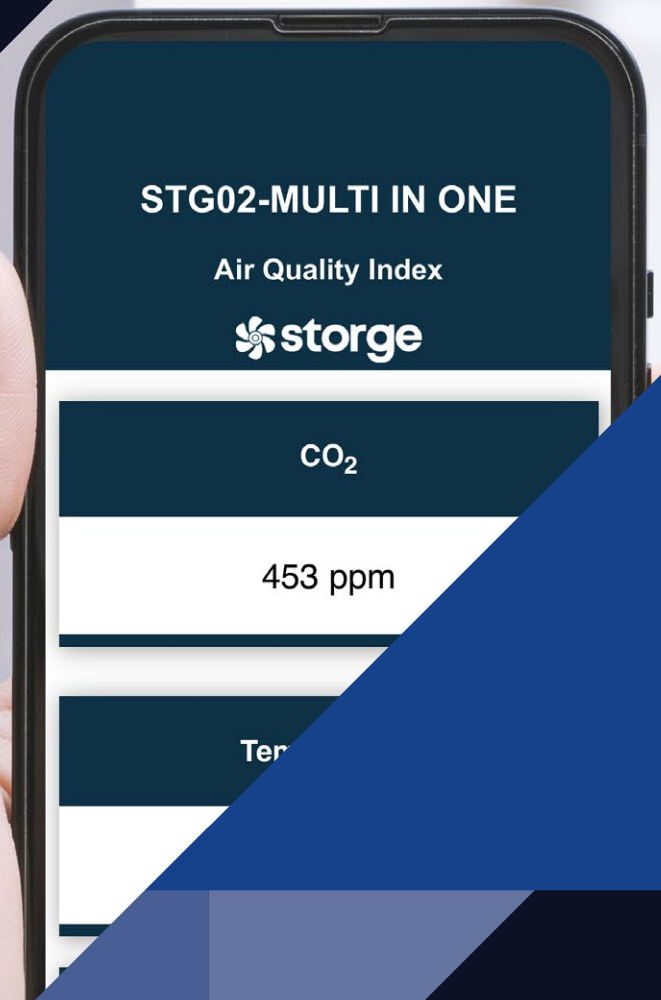 STG02-MULTI IN ONE
Air Quality Index
storge
CO₂
453 ppm